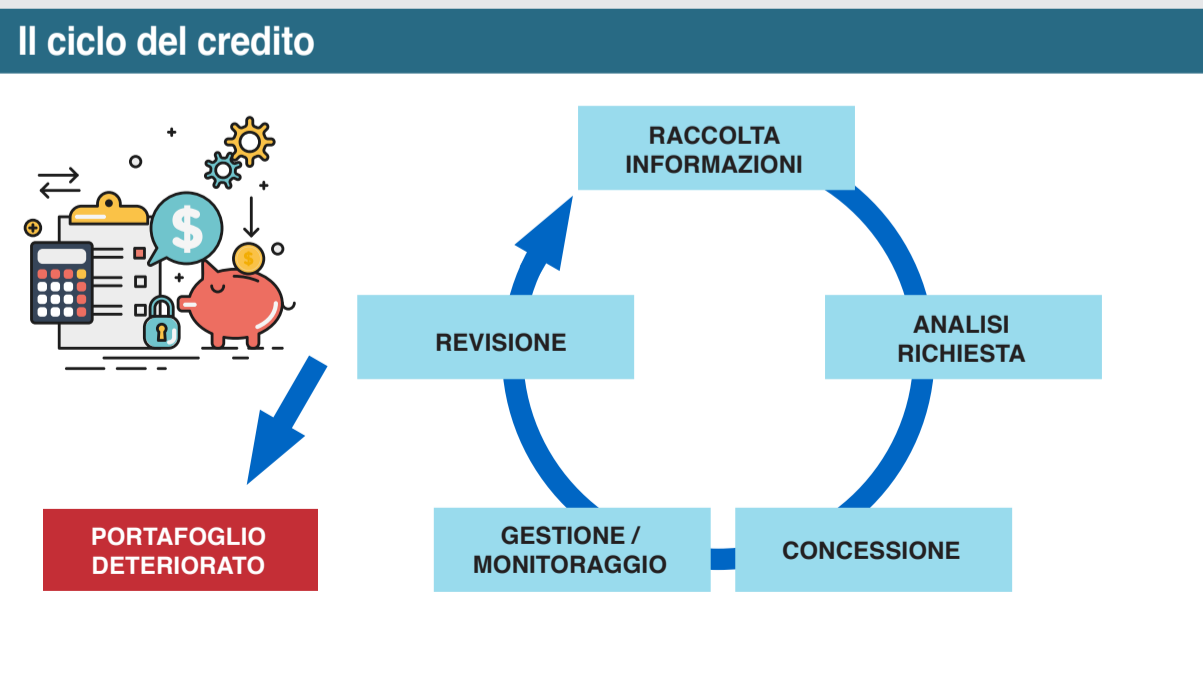 Il ciclo del credito
RACCOLTA
INFORMAZIONI
$
$
REVISIONE
ANALISI
RICHIESTA
PORTAFOGLIO
DETERIORATO
GESTIONE /
MONITORAGGIO
CONCESSIONE